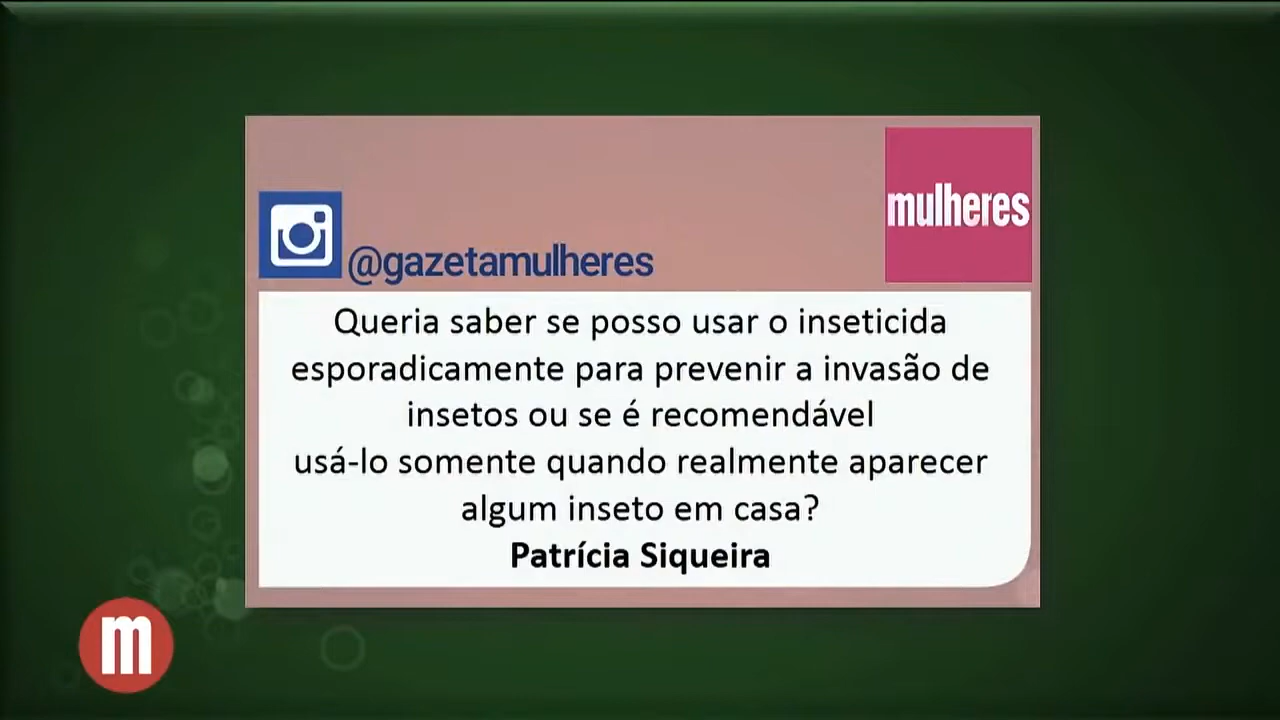 mulheres
@gazetamulheres
Queria saber se posso usar o inseticida
esporadicamente para prevenir a invasão de
insetos ou se é recomendável
usá-lo somente quando realmente aparecer
algum inseto em casa?
Patrícia Siqueira
m